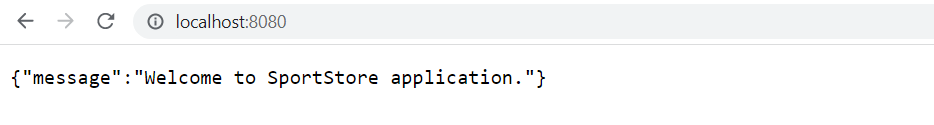 localhost:8080
{"message":"Welcome to SportStore application."}